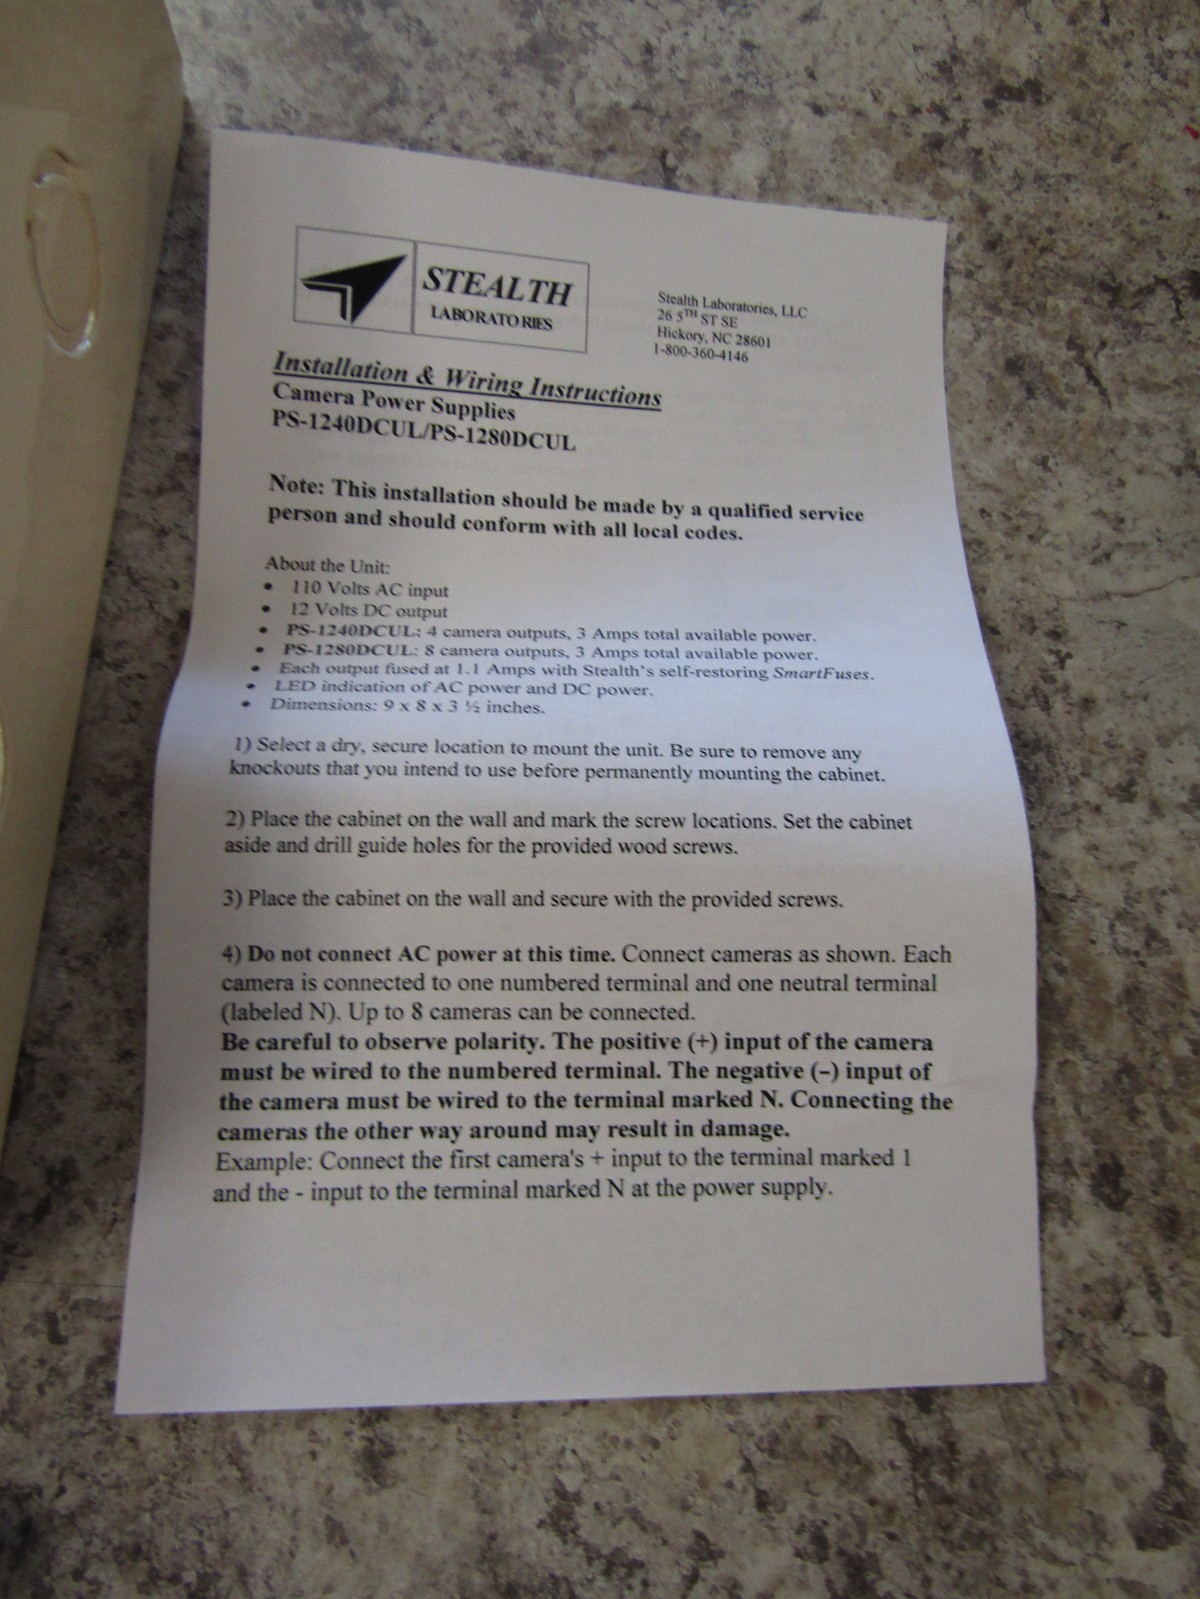 STEALTH
LABORATORIES
Stealth Laboratories, LLC
26 5TH ST SE
Hickory, NC 28601
1-800-360-4146
Installation & Wiring Instructions
Camera Power Supplies
PS-1240DCUL/PS-1280DCUL
Note: This installation should be made by a qualified service
person and should conform with all local codes.
About the Unit:
• 110 Volts AC input
• 12 Volts DC output
• PS-1240DCUL: 4 camera outputs, 3 Amps total available power.
• PS-1280DCUL: 8 camera outputs, 3 Amps total available power.
• Each output fused at 1.1 Amps with Stealth's self-restoring SmartFuses.
• LED indication of AC power and DC power.
• Dimensions: 9 x 8 x 3 ½ inches.
1) Select a dry, secure location to mount the unit. Be sure to remove any
knockouts that you intend to use before permanently mounting the cabinet.
2) Place the cabinet on the wall and mark the screw locations. Set the cabinet
aside and drill guide holes for the provided wood screws.
3) Place the cabinet on the wall and secure with the provided screws.
4) Do not connect AC power at this time. Connect cameras as shown. Each
camera is connected to one numbered terminal and one neutral terminal
(labeled N). Up to 8 cameras can be connected.
Be careful to observe polarity. The positive (+) input of the camera
must be wired to the numbered terminal. The negative (–) input of
the camera must be wired to the terminal marked N. Connecting the
cameras the other way around may result in damage.
Example: Connect the first camera's + input to the terminal marked 1
and the - input to the terminal marked N at the power supply.